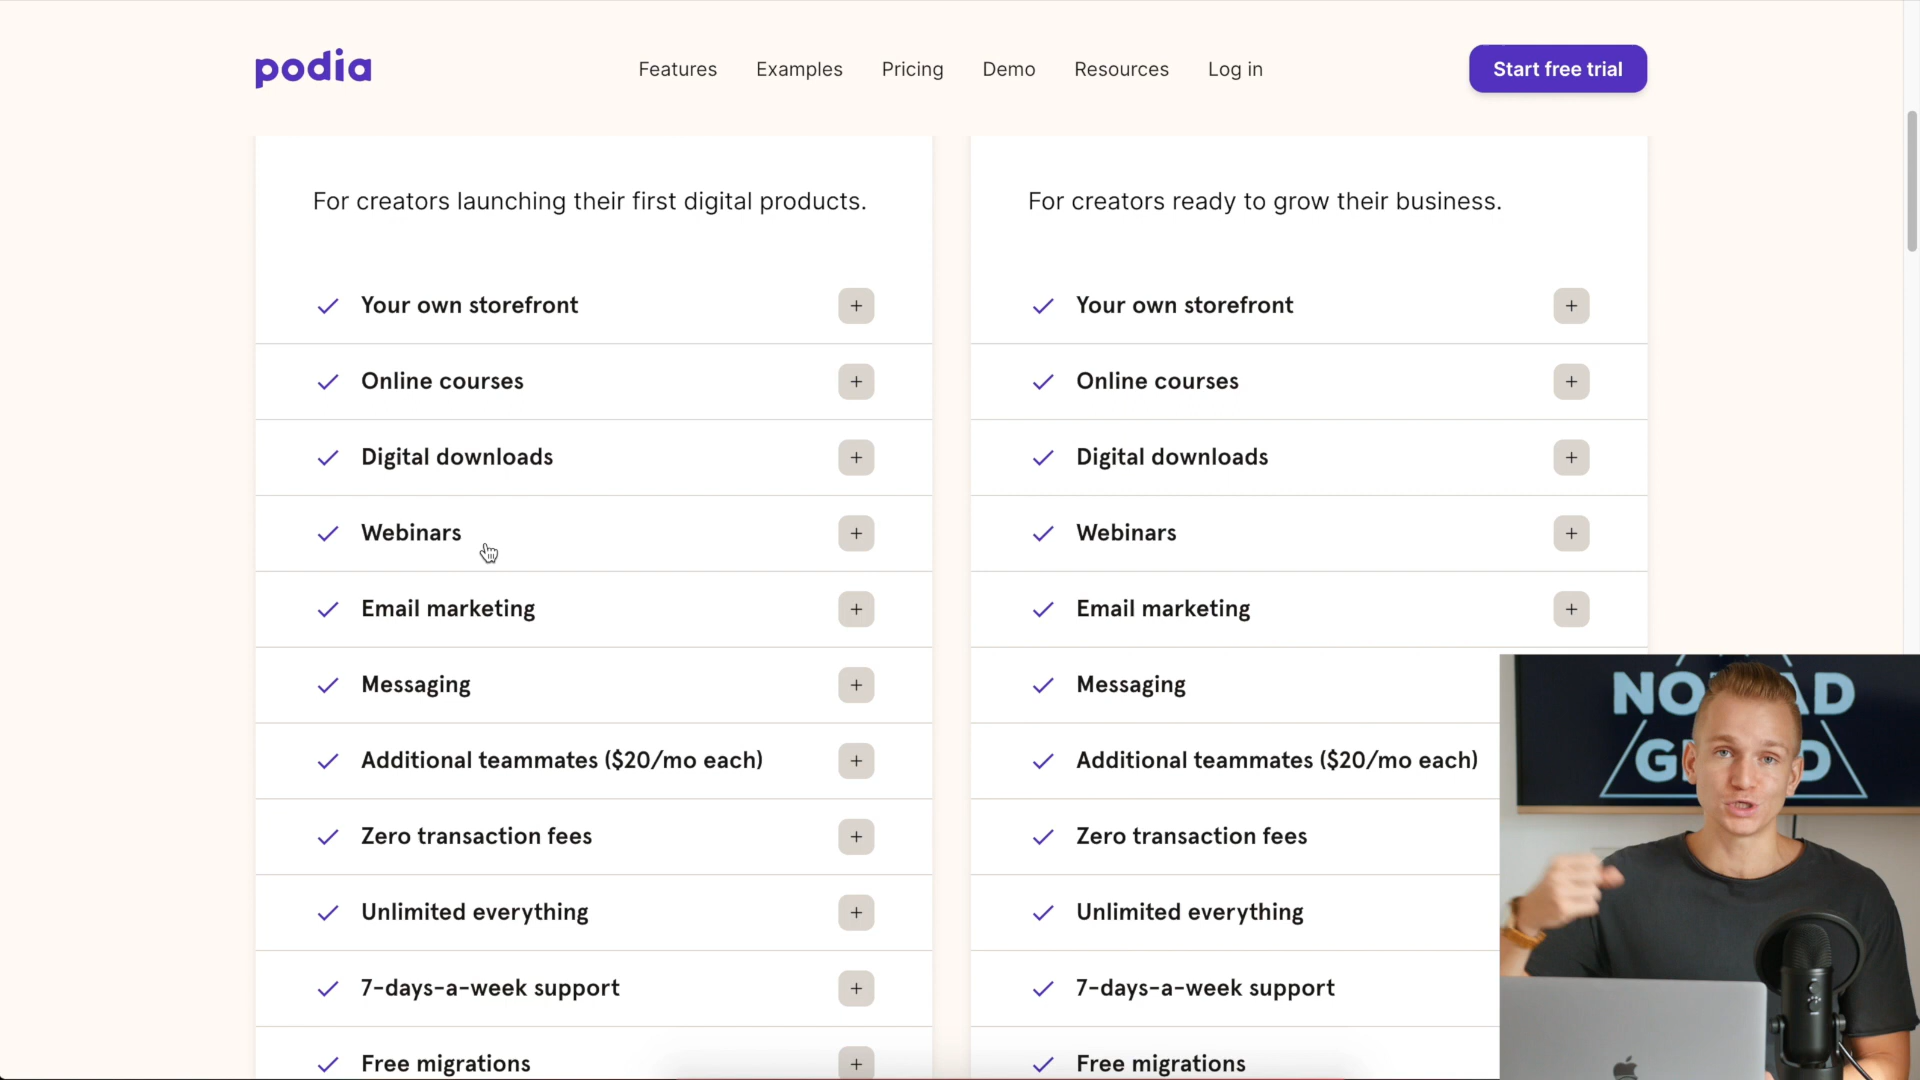 podia
Features
Examples
Pricing
Demo
Resources
Log in
Start free trial
For creators launching their first digital products.
Your own storefront
Online courses
Digital downloads
Webinars
Email marketing
Messaging
Additional teammates ($20/mo each)
Zero transaction fees
Unlimited everything
7-days-a-week support
Free migrations
For creators ready to grow their business.
Your own storefront
Online courses
Digital downloads
Webinars
Email marketing
Messaging
Additional teammates ($20/mo each)
Zero transaction fees
Unlimited everything
7-days-a-week support
Free migrations